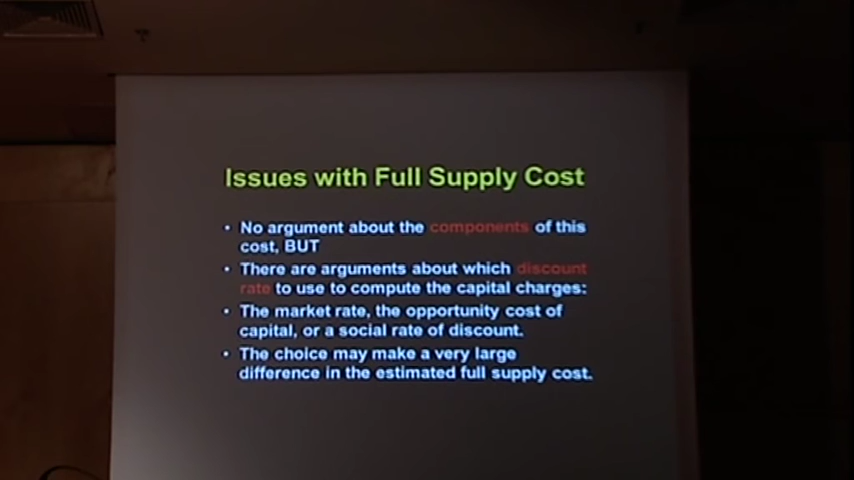 Issues with Full Supply Cost
• No argument about the components of this
cost, BUT
• There are arguments about which discount
rate to use to compute the capital charges:
• The market rate, the opportunity cost of
capital, or a social rate of discount.
• The choice may make a very large
difference in the estimated full supply cost.